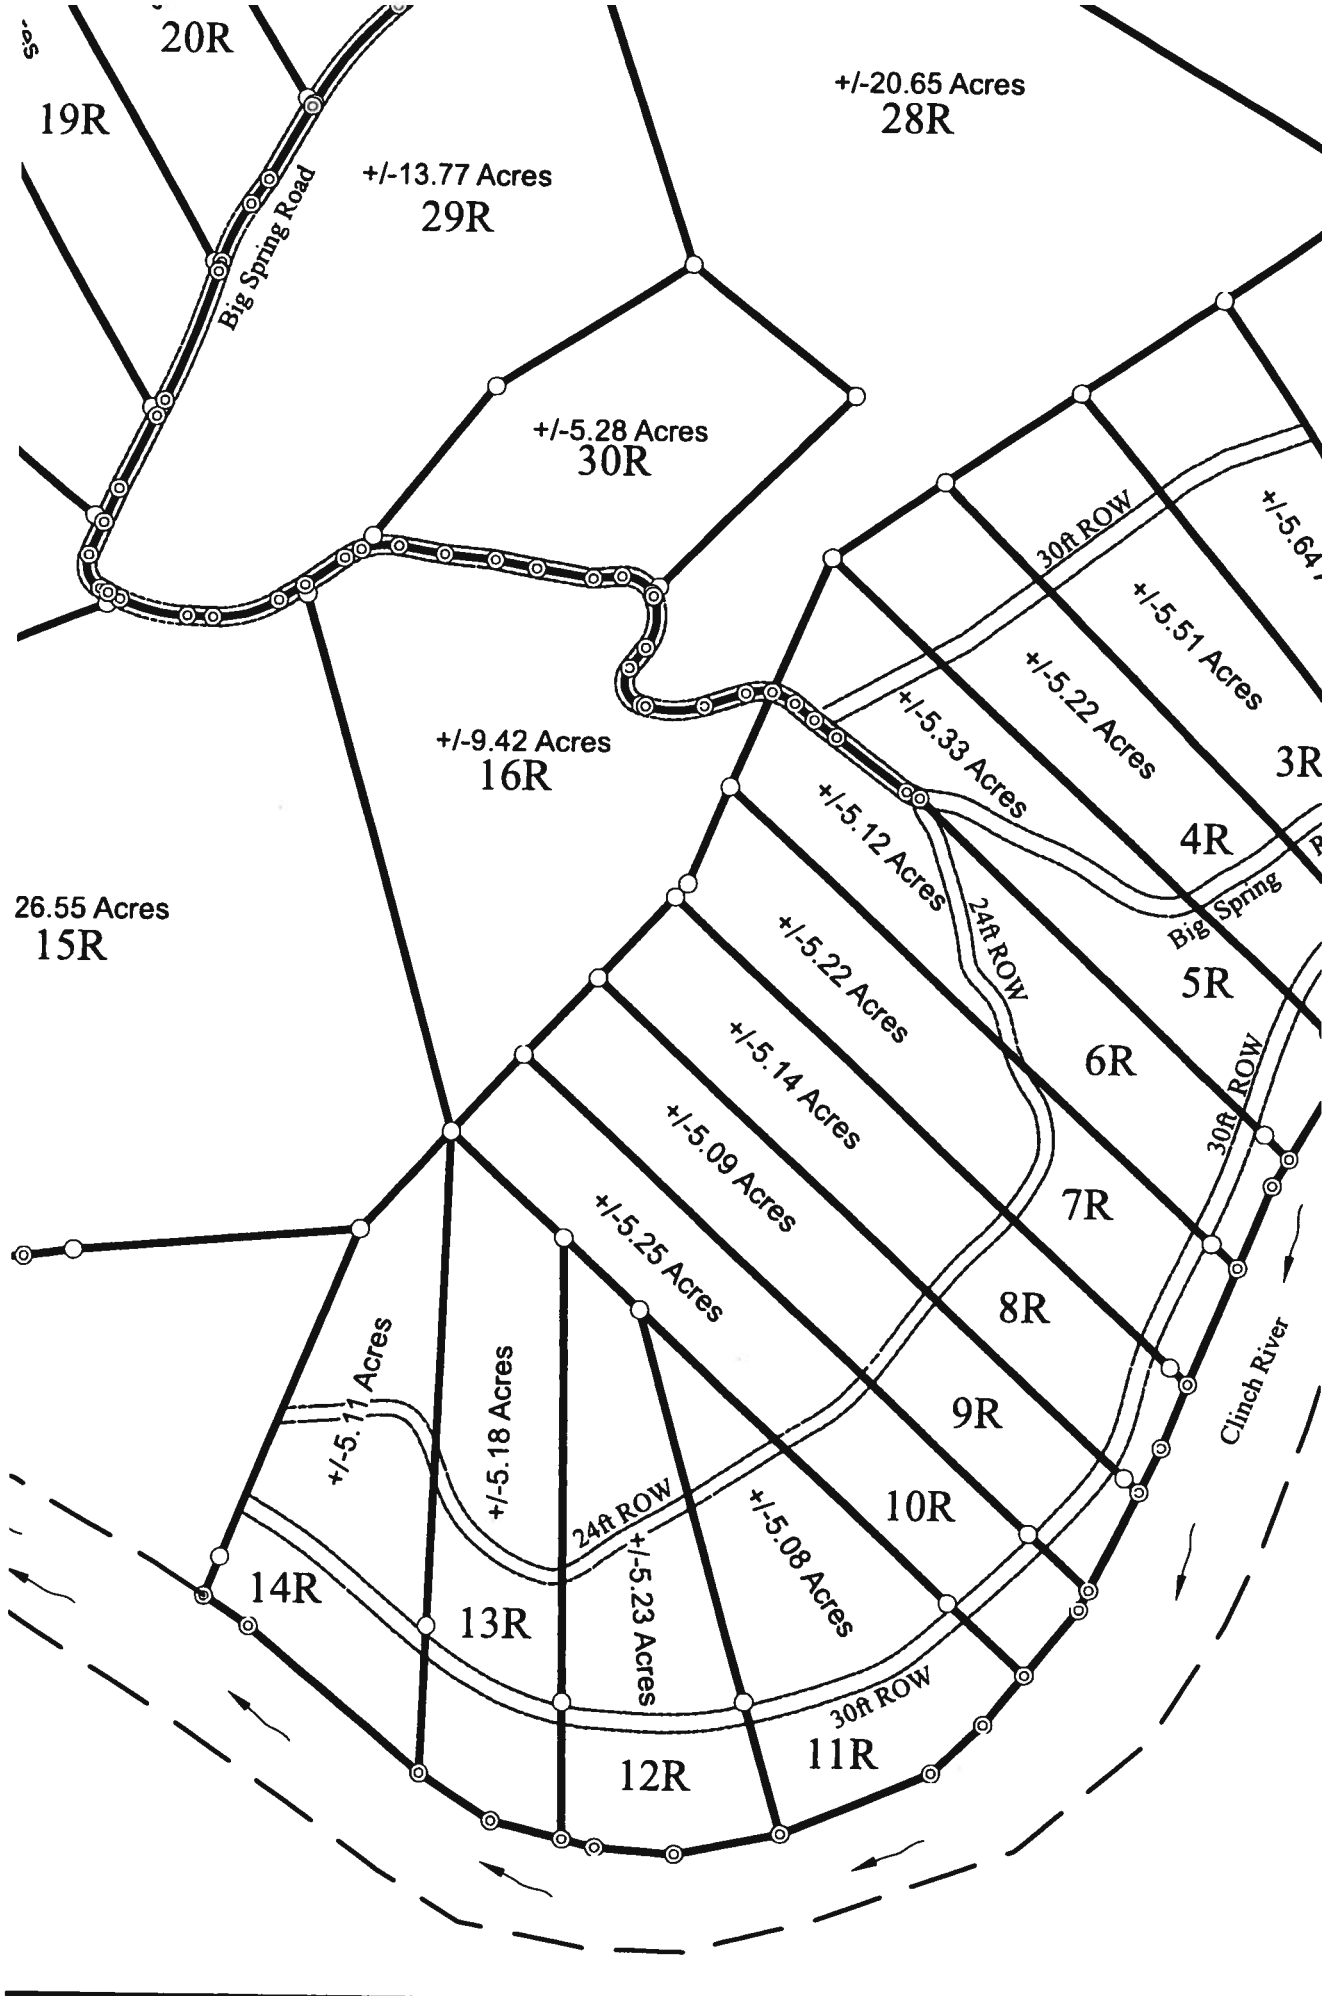 20R
19R
+/-20.65 Acres
28R
+/-13.77 Acres
29R
Big Spring Road
+/-5.28 Acres
30R
30ft ROW
+/-5.64
+/-5.51 Acres
+/-5.22 Acres
+/-5.33 Acres
3R
+/-9.42 Acres
16R
+/-5.12 Acres
4R
Big Spring
26.55 Acres
15R
24ft ROW
+/-5.22 Acres
5R
+/-5.14 Acres
6R
30ft ROW
+/-5.09 Acres
7R
+/-5.25 Acres
8R
Clinch River
+/-5.11 Acres
+/-5.18 Acres
9R
24ft ROW
10R
+/-5.08 Acres
+/-5.23 Acres
14R
13R
30ft ROW
12R
11R